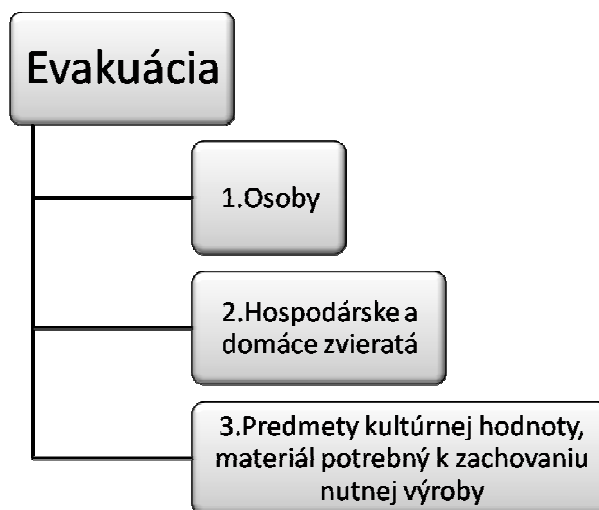 Evakuácia
1.Osoby
2.Hospodárske a
domáce zvieratá
3.Predmety kultúrnej hodnoty,
materiál potrebný k zachovaniu
nutnej výroby